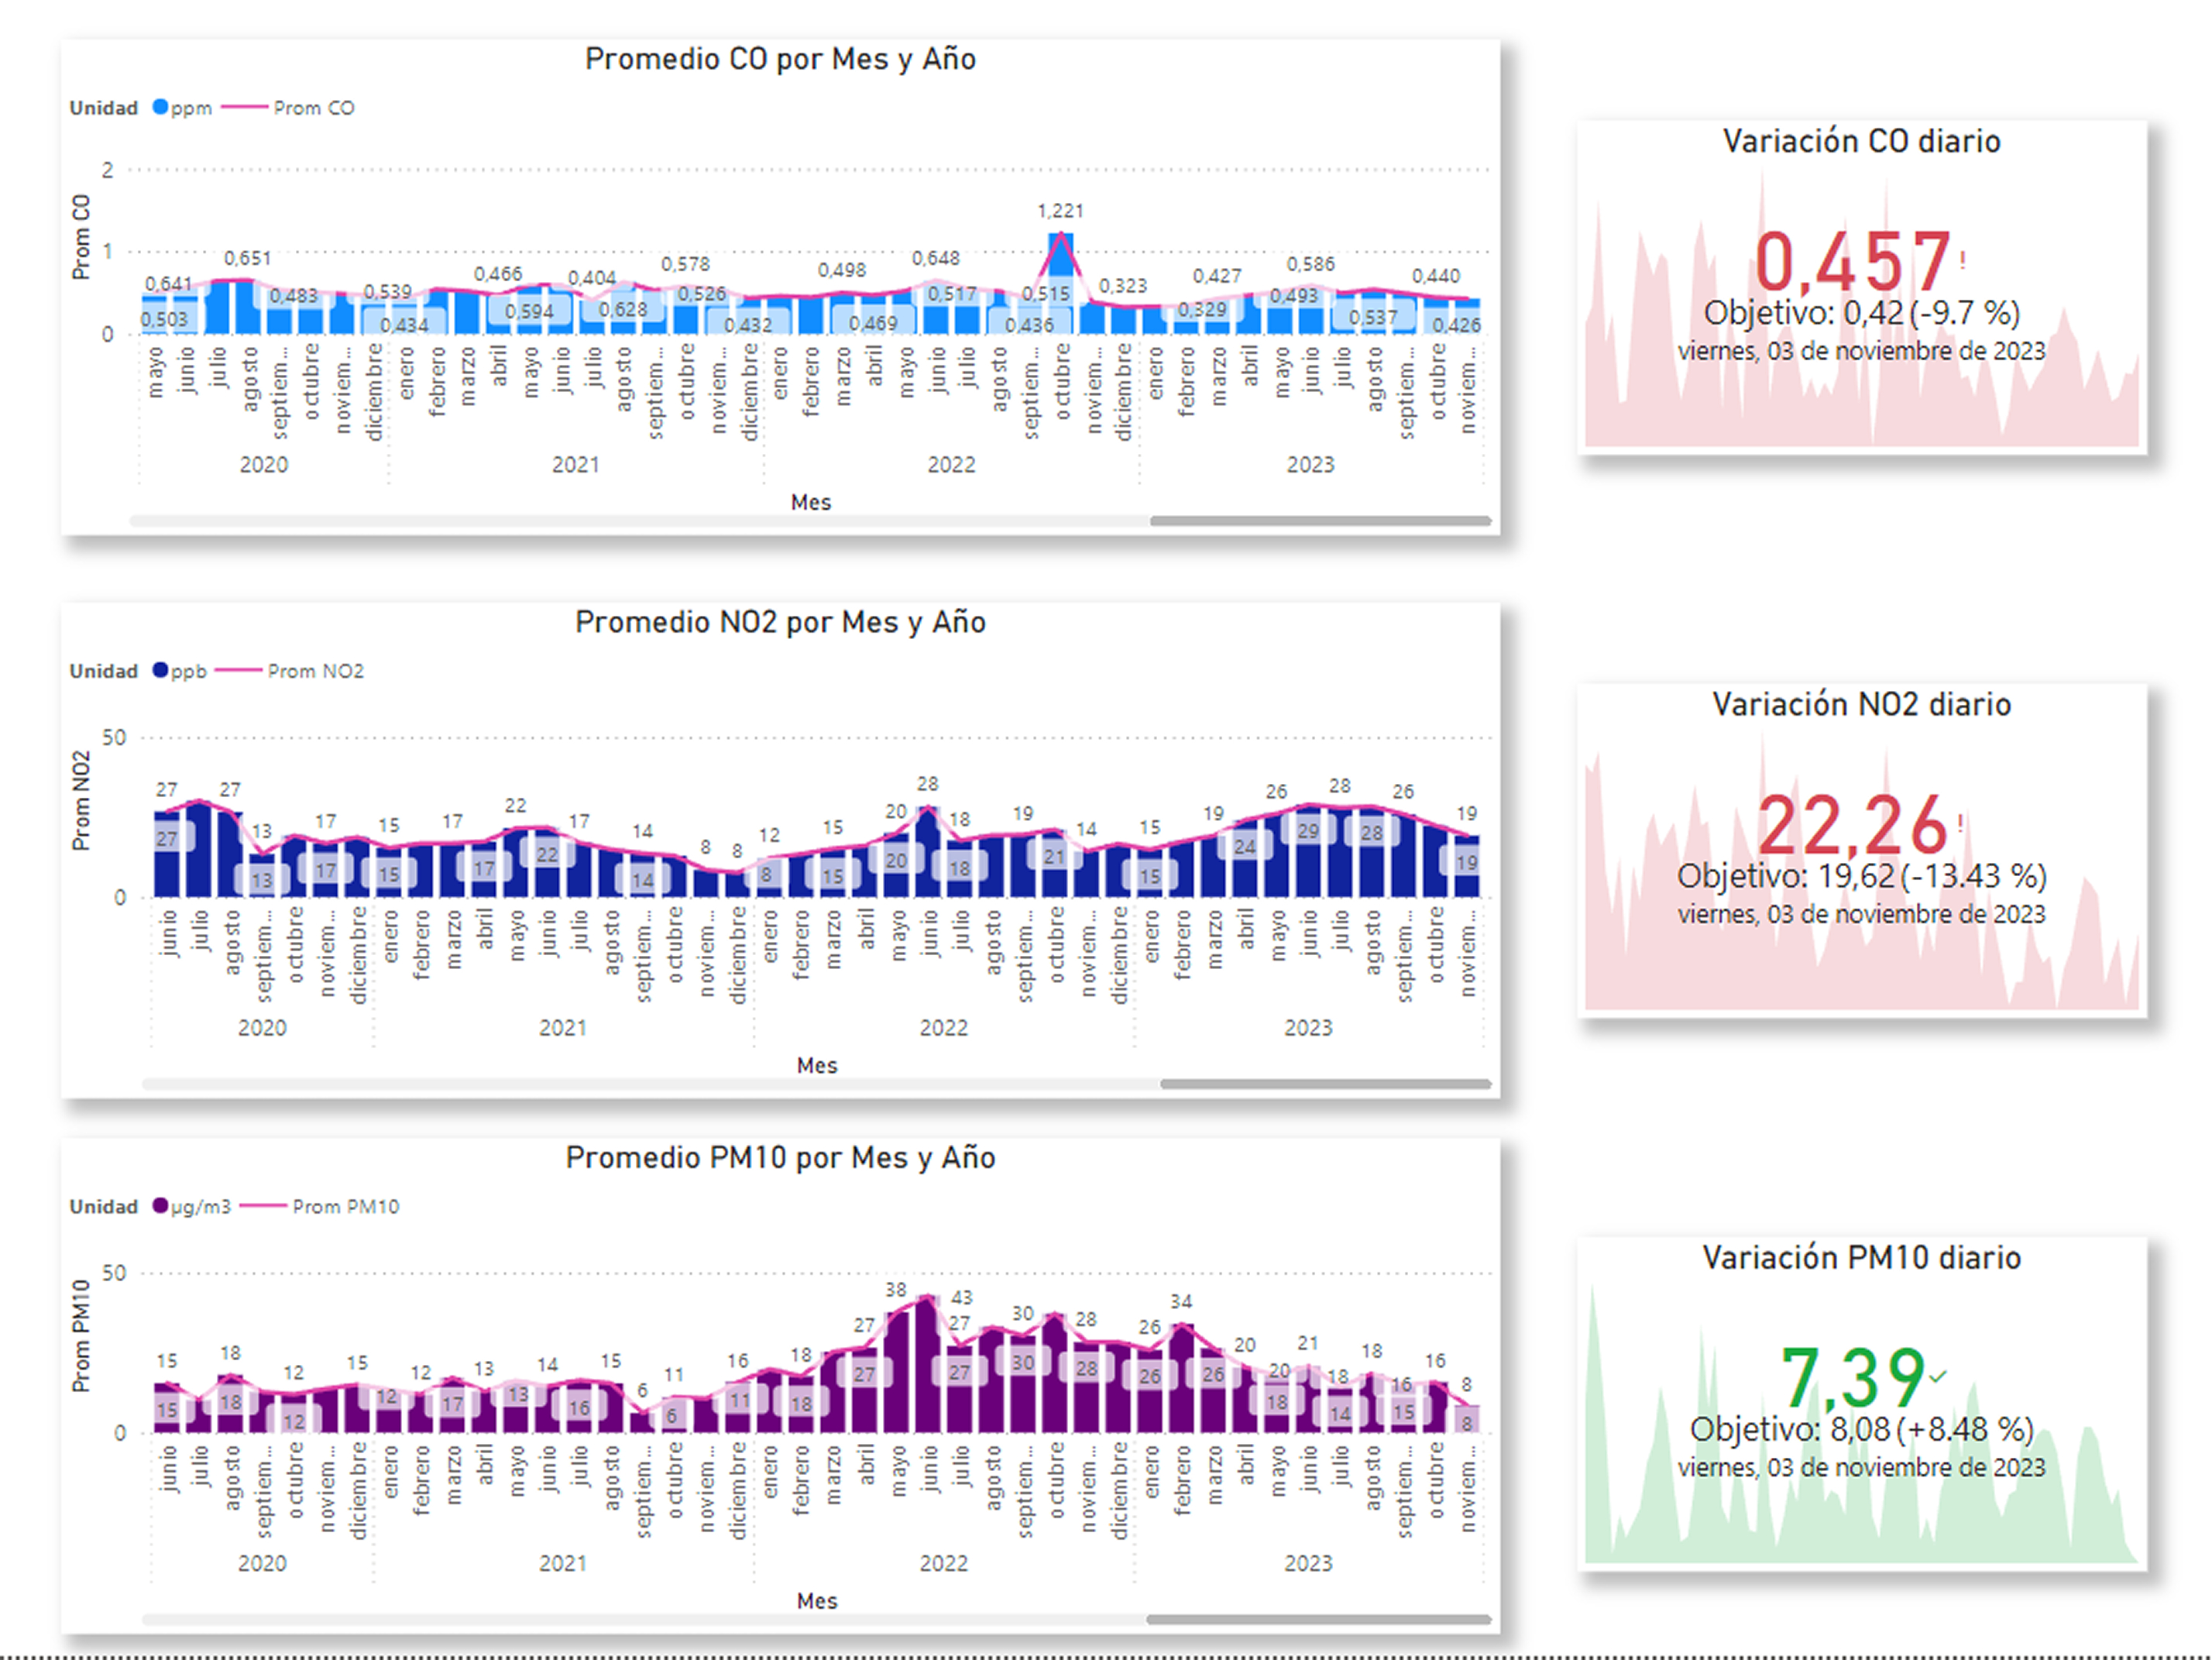 Promedio CO por Mes y Año
Unidad ppm Prom CO
Prom CO
2
1
0
0,641 0,651 0,483 0,539 0,466 0,404 0,578 0,526 0,498 0,648 0,517 0,515 1,221 0,323 0,427 0,329 0,586 0,493 0,440
0,503 0,434 0,594 0,628 0,432 0,469 0,436 0,537 0,426
mayo junio julio agosto septiem... octubre noviem... diciembre enero febrero marzo abril mayo junio julio agosto septiem... octubre noviem... diciembre enero febrero marzo abril mayo junio julio agosto septiem... octubre noviem... diciembre enero febrero marzo abril mayo junio julio agosto septiem... octubre noviem...
2020 2021 2022 2023
Mes
Variación CO diario
0,457!
Objetivo: 0,42 (-9.7 %)
viernes, 03 de noviembre de 2023
Promedio NO2 por Mes y Año
Unidad ppb Prom NO2
Prom NO2
50
0
27 27 13 17 15 17 22 17 14 8 8 12 15 20 28 18 19 14 15 19 26 28 26 19
27 13 17 15 17 22 14 8 15 20 18 21 15 24 29 28 19
junio julio agosto septiem... octubre noviem... diciembre enero febrero marzo abril mayo junio julio agosto septiem... octubre noviem... diciembre enero febrero marzo abril mayo junio julio agosto septiem... octubre noviem... diciembre enero febrero marzo abril mayo junio julio agosto septiem... octubre noviem...
2020 2021 2022 2023
Mes
Variación NO2 diario
22,26!
Objetivo: 19,62 (-13.43 %)
viernes, 03 de noviembre de 2023
Promedio PM10 por Mes y Año
Unidad µg/m3 Prom PM10
Prom PM10
50
0
15 18 12 15 12 13 14 15 6 11 16 18 27 38 43 27 30 28 26 34 20 20 21 18 18 16 16 8
15 18 12 12 17 13 16 6 11 18 27 27 30 28 26 26 18 14 15 8
junio julio agosto septiem... octubre noviem... diciembre enero febrero marzo abril mayo junio julio agosto septiem... octubre noviem... diciembre enero febrero marzo abril mayo junio julio agosto septiem... octubre noviem... diciembre enero febrero marzo abril mayo junio julio agosto septiem... octubre noviem...
2020 2021 2022 2023
Mes
Variación PM10 diario
7,39✓
Objetivo: 8,08 (+8.48 %)
viernes, 03 de noviembre de 2023